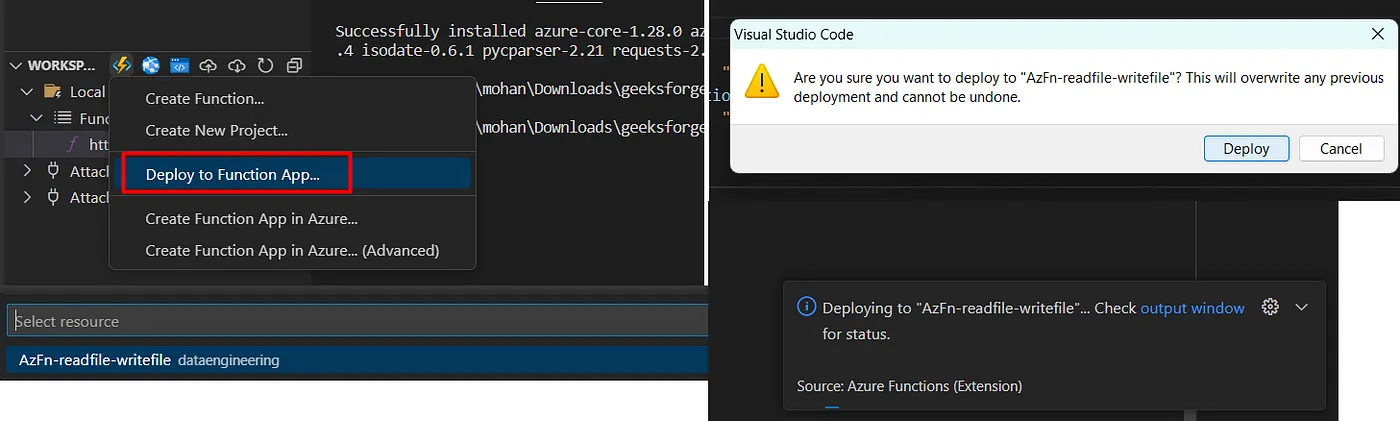 Successfully installed azure-core-1.28.0 az
.4 isodate-0.6.1 pycparser-2.21 requests-2.
WORKSP...
Local
Func
htt
Attac
Attac
Create Function...
Create New Project...
Deploy to Function App...
Create Function App in Azure...
Create Function App in Azure... (Advanced)
\mohan\Downloads\geeksforge
\mohan\Downloads\geeksforge
Select resource
AzFn-readfile-writefile dataengineering
Visual Studio Code
Are you sure you want to deploy to "AzFn-readfile-writefile"? This will overwrite any previous
deployment and cannot be undone.
Deploy
Cancel
Deploying to "AzFn-readfile-writefile"... Check output window
for status.
Source: Azure Functions (Extension)